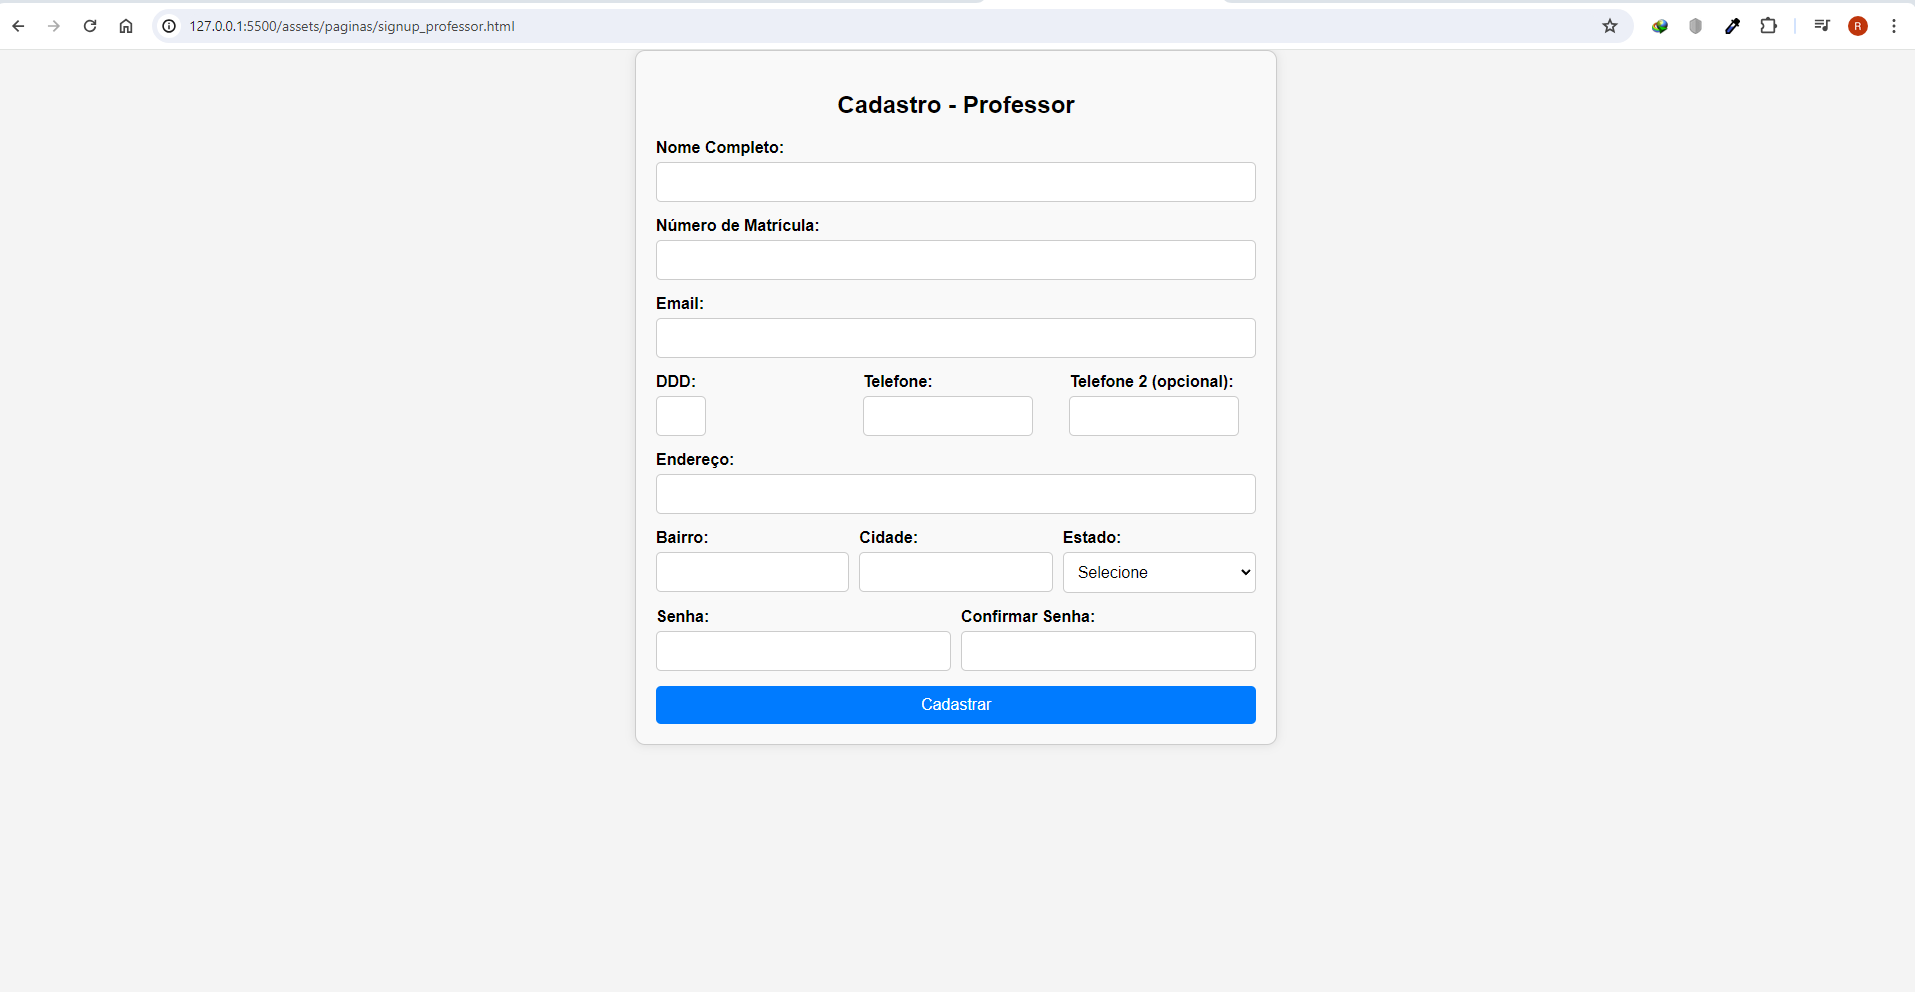 127.0.0.1:5500/assets/paginas/signup_professor.html
R
Cadastro - Professor
Nome Completo:
Número de Matrícula:
Email:
DDD: Telefone: Telefone 2 (opcional):
Endereço:
Bairro: Cidade: Estado:
Selecione
Senha: Confirmar Senha:
Cadastrar